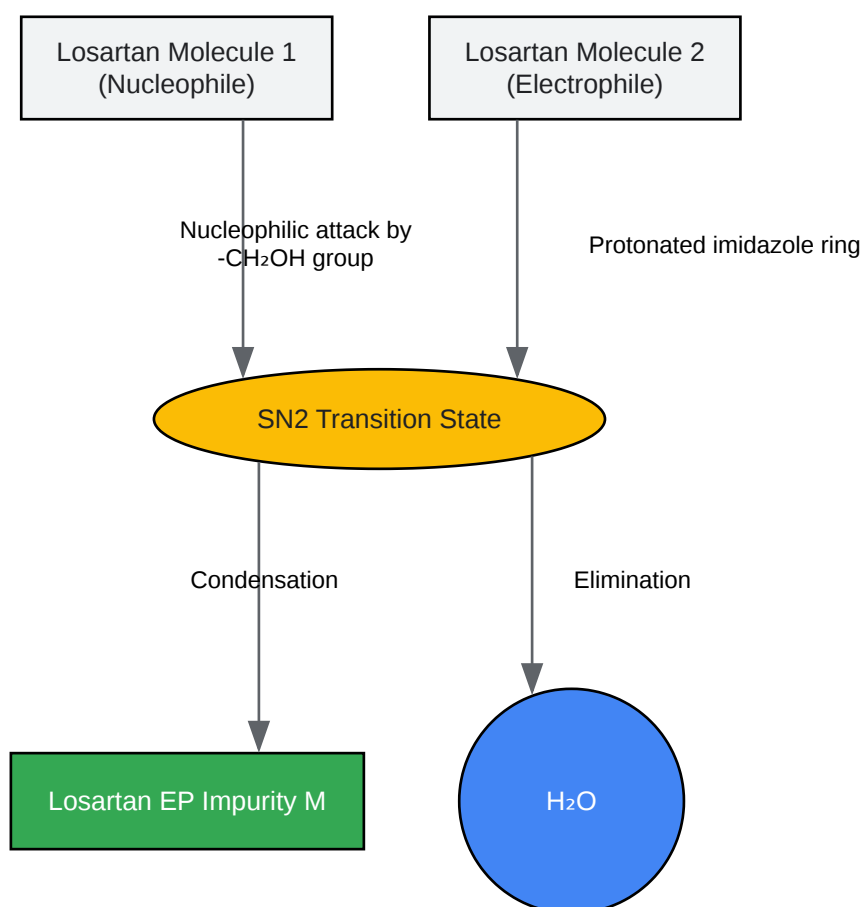 Losartan Molecule 1
(Nucleophile)
Losartan Molecule 2
(Electrophile)
Nucleophilic attack by
-CH₂OH group
Protonated imidazole ring
SN2 Transition State
Condensation
Elimination
Losartan EP Impurity M
H₂O